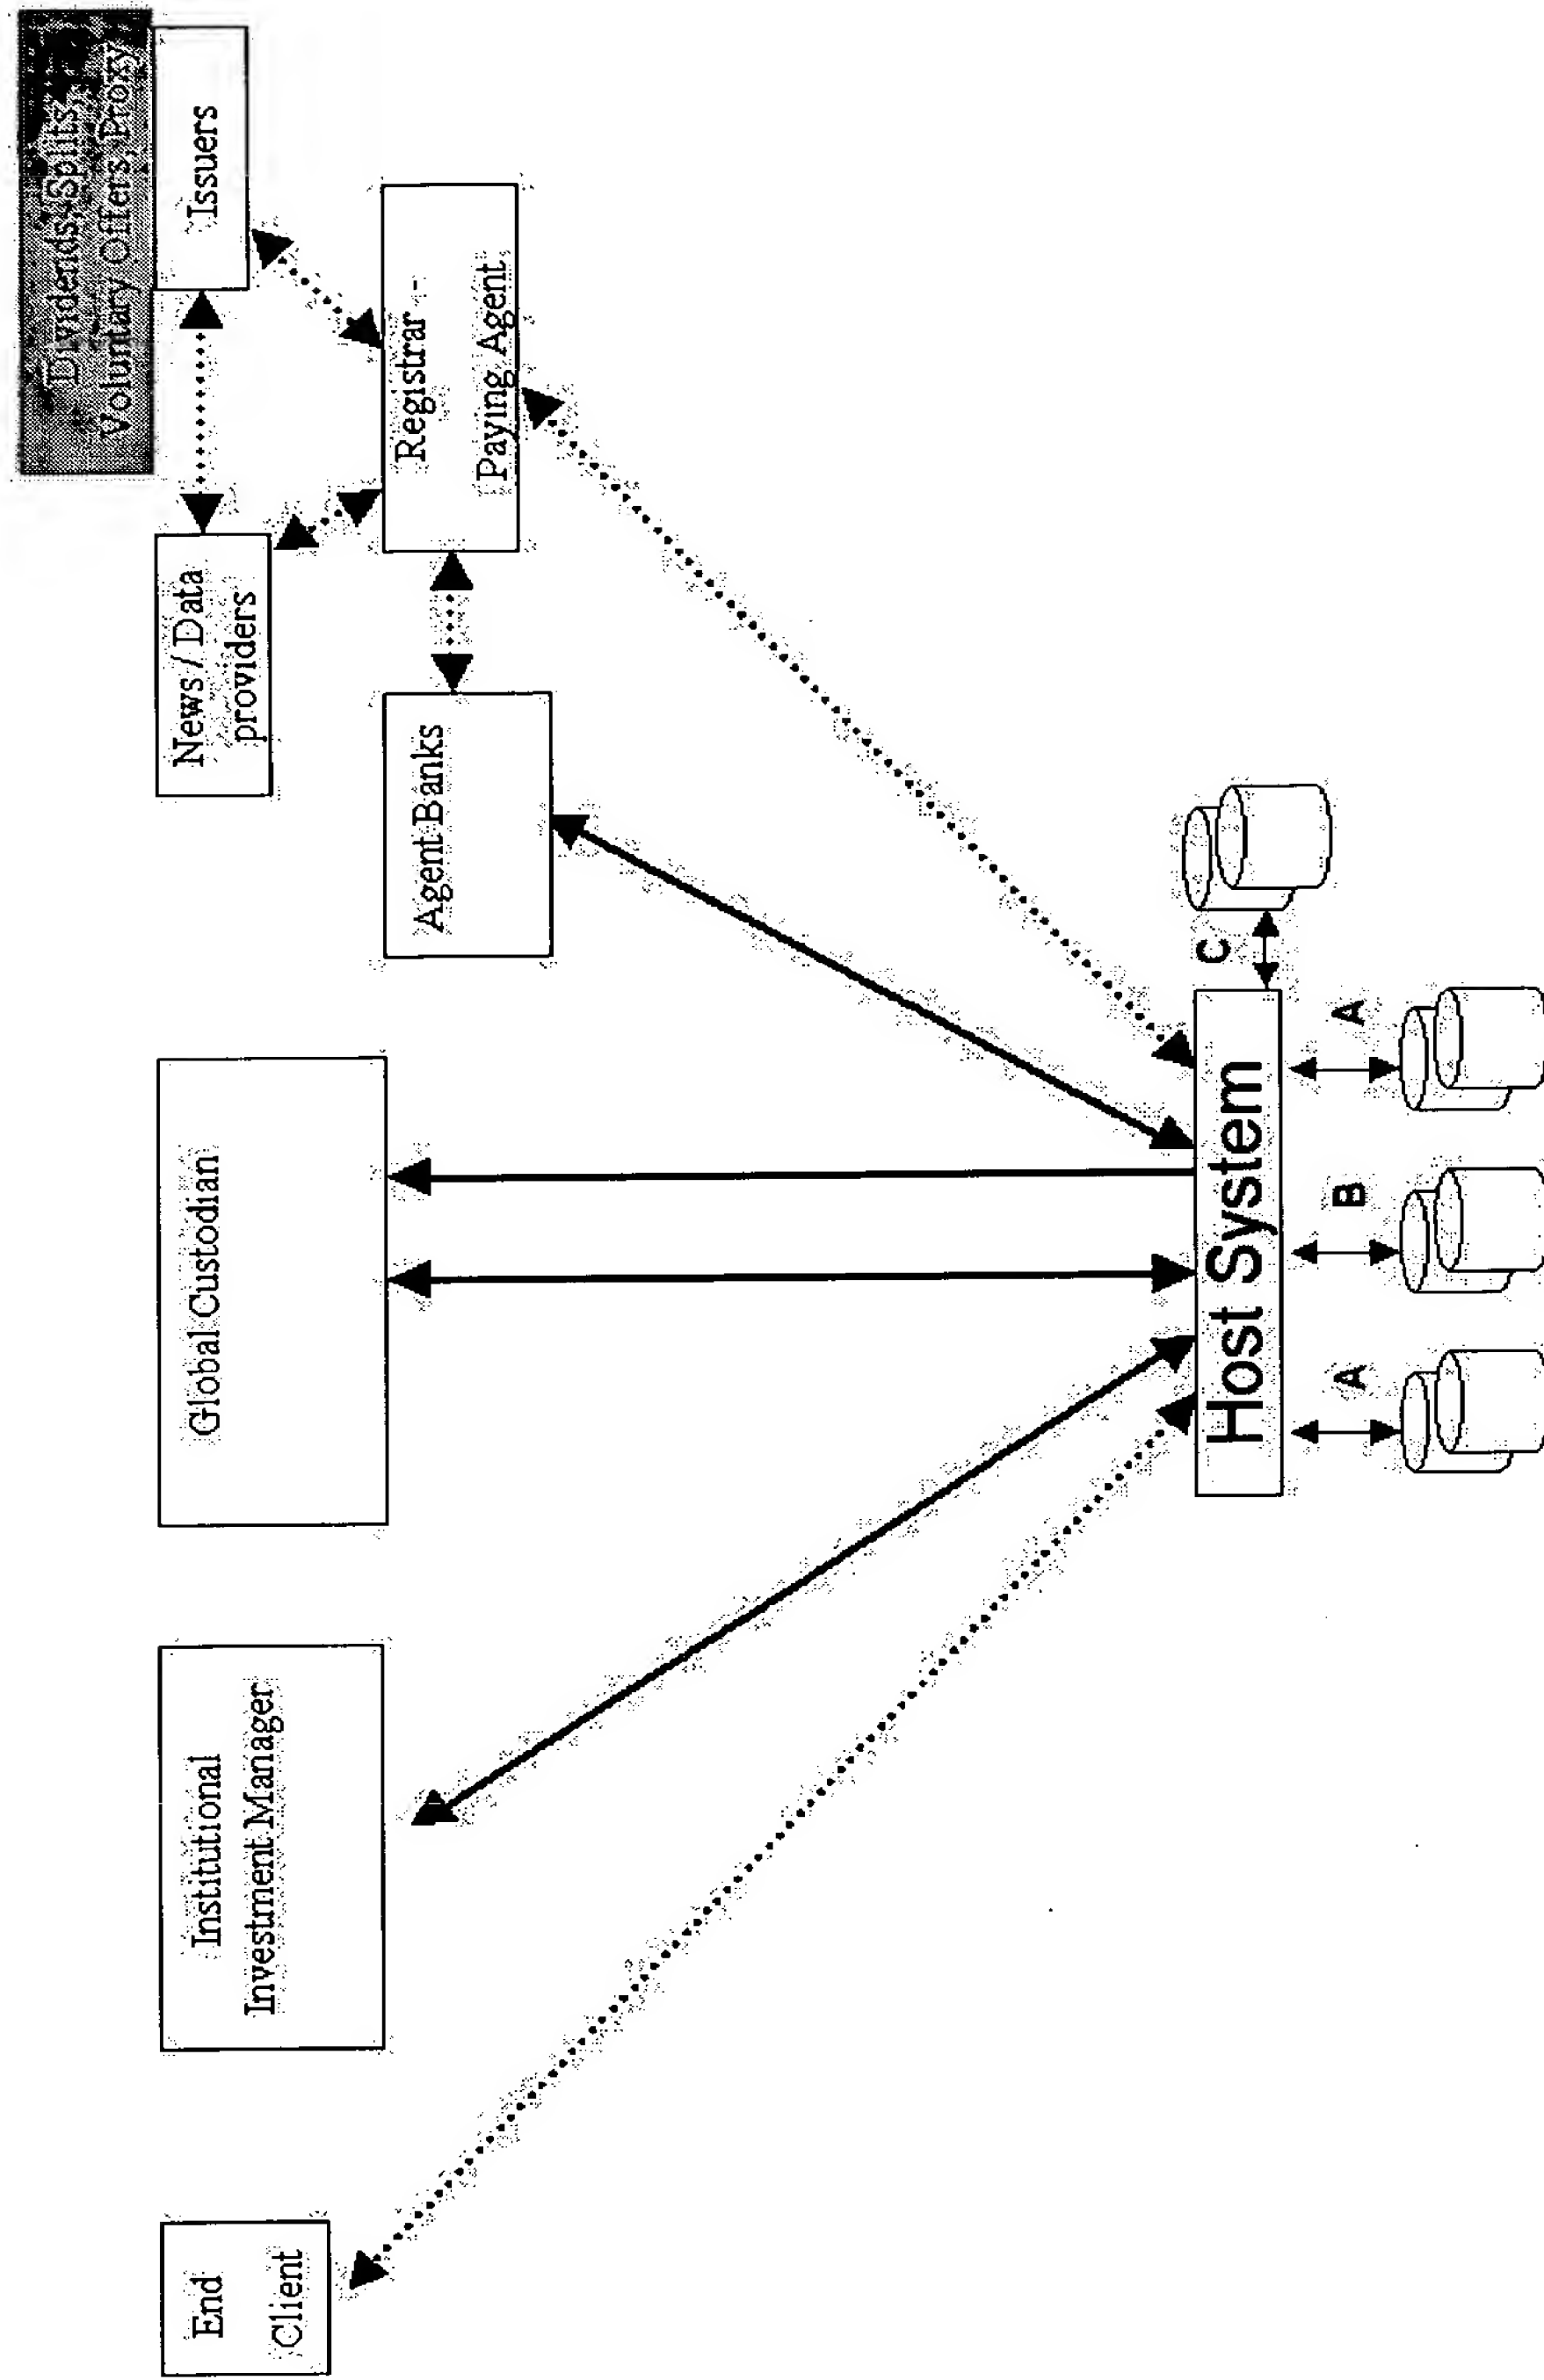 End
Client
Institutional
Investment Manager
Global Custodian
Agent Banks
News / Data
providers
Registrar -
Paying Agent
Dividends, Splits,
Voluntary Offers, Proxy
Issuers
Host System
A
B
A
C